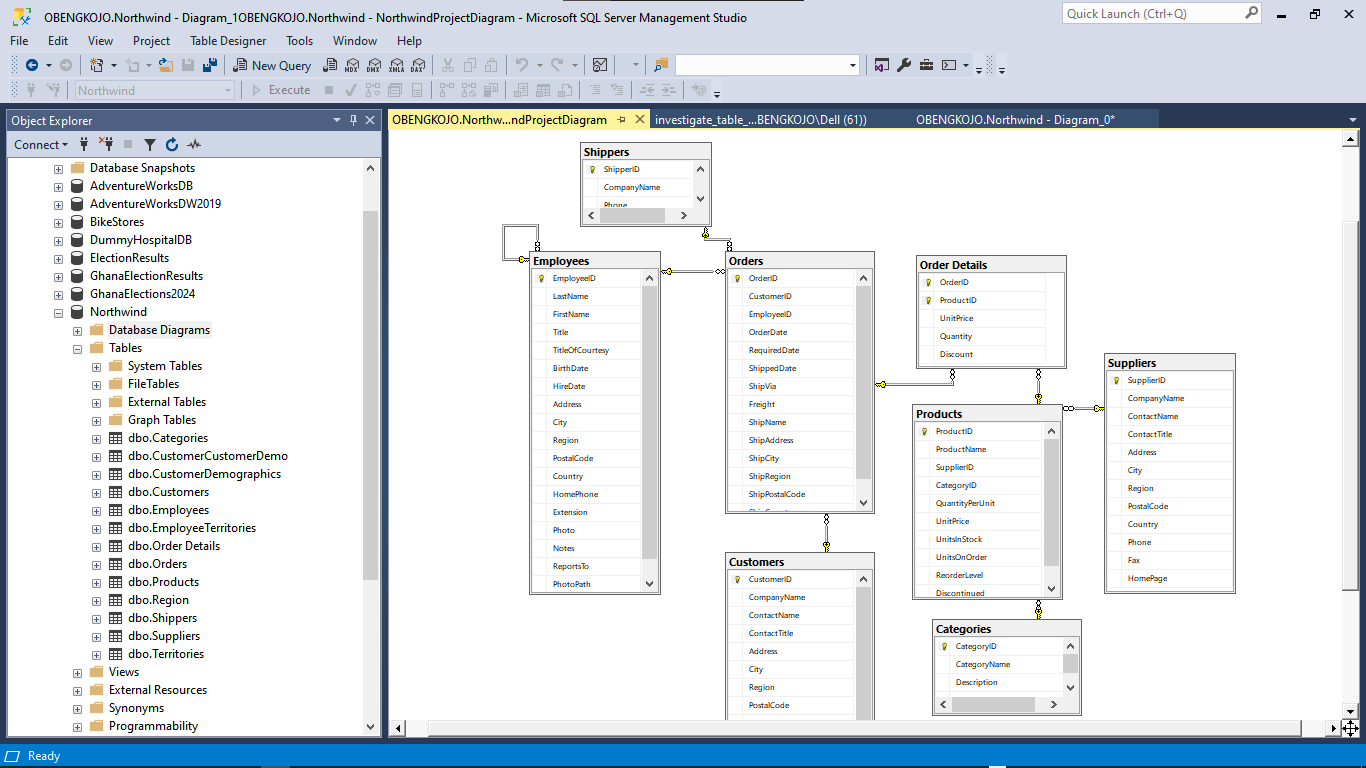 OBENGKOJO.Northwind - Diagram_1OBENGKOJO.Northwind - NorthwindProjectDiagram - Microsoft SQL Server Management Studio
Quick Launch (Ctrl+Q)
File Edit View Project Table Designer Tools Window Help
New Query MDX DMX XMLA DAX
Northwind Execute
Object Explorer
Connect
Database Snapshots
AdventureWorksDB
AdventureWorksDW2019
BikeStores
DummyHospitalDB
ElectionResults
GhanaElectionResults
GhanaElections2024
Northwind
Database Diagrams
Tables
System Tables
FileTables
External Tables
Graph Tables
dbo.Categories
dbo.CustomerCustomerDemo
dbo.CustomerDemographics
dbo.Customers
dbo.Employees
dbo.EmployeeTerritories
dbo.Order Details
dbo.Orders
dbo.Products
dbo.Region
dbo.Shippers
dbo.Suppliers
dbo.Territories
Views
External Resources
Synonyms
Programmability
OBENGKOJO.Northw...ndProjectDiagram
investigate_table_...BENGKOJO\Dell (61))
OBENGKOJO.Northwind - Diagram_0*
Shippers
ShipperID
CompanyName
Phone
Employees
EmployeeID
LastName
FirstName
Title
TitleOfCourtesy
BirthDate
HireDate
Address
City
Region
PostalCode
Country
HomePhone
Extension
Photo
Notes
ReportsTo
PhotoPath
Orders
OrderID
CustomerID
EmployeeID
OrderDate
RequiredDate
ShippedDate
ShipVia
Freight
ShipName
ShipAddress
ShipCity
ShipRegion
ShipPostalCode
Customers
CustomerID
CompanyName
ContactName
ContactTitle
Address
City
Region
PostalCode
Order Details
OrderID
ProductID
UnitPrice
Quantity
Discount
Products
ProductID
ProductName
SupplierID
CategoryID
QuantityPerUnit
UnitPrice
UnitsInStock
UnitsOnOrder
ReorderLevel
Discontinued
Categories
CategoryID
CategoryName
Description
Suppliers
SupplierID
CompanyName
ContactName
ContactTitle
Address
City
Region
PostalCode
Country
Phone
Fax
HomePage
Ready